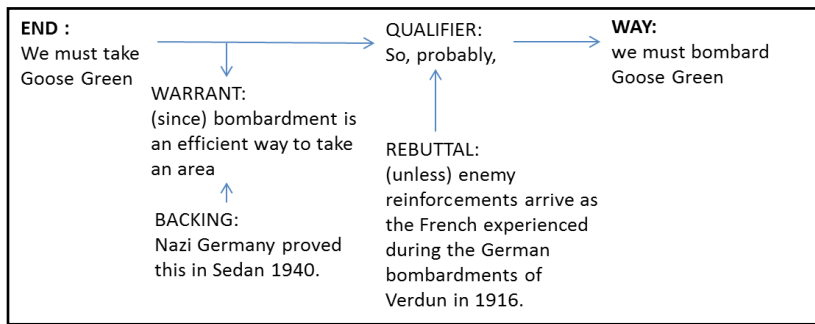 END :
We must take
Goose Green
QUALIFIER:
So, probably,
WAY:
we must bombard
Goose Green
WARRANT:
(since) bombardment is
an efficient way to take
an area
REBUTTAL:
(unless) enemy
reinforcements arrive as
the French experienced
during the German
bombardments of
Verdun in 1916.
BACKING:
Nazi Germany proved
this in Sedan 1940.